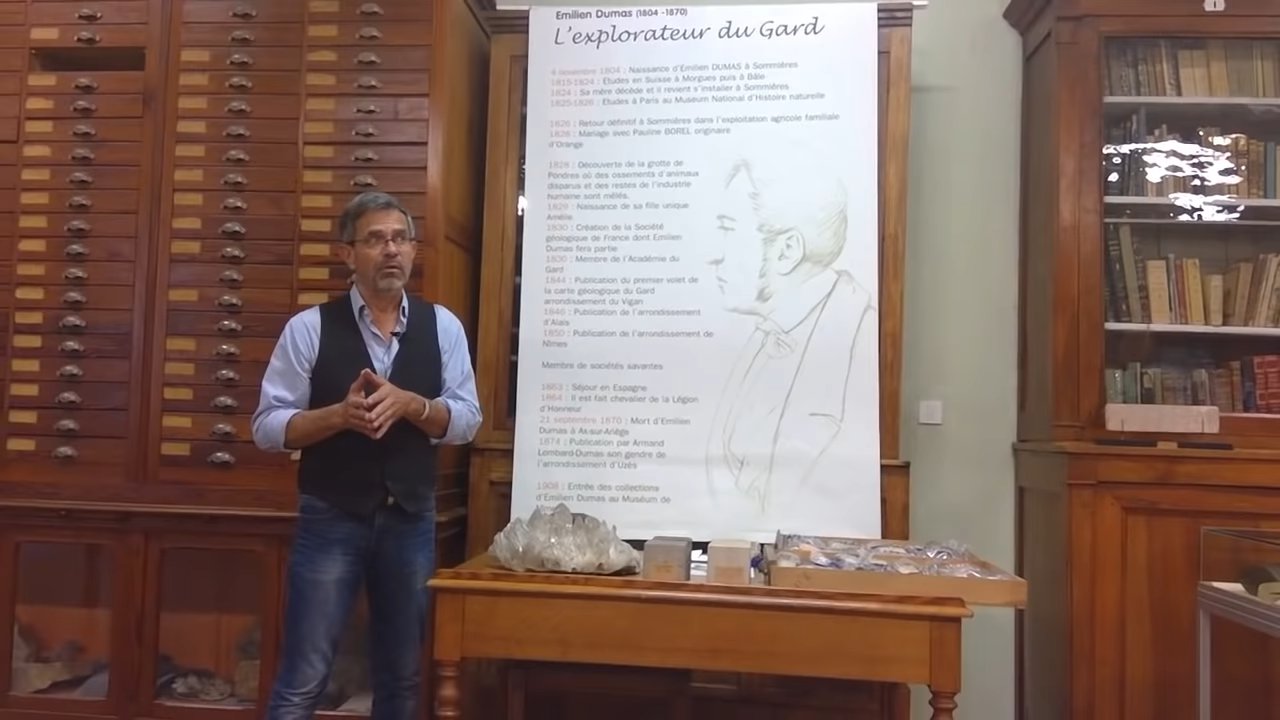 Emilien Dumas (1804 -1870)
L'explorateur du Gard
4 novembre 1804 : Naissance d'Emilien DUMAS à Sommières
1815-1824 : Etudes en Suisse à Morgues puis à Bâle
1824 : Sa mère décède et il revient s'installer à Sommières
1825-1826 : Etudes à Paris au Museum National d'Histoire naturelle
1826 : Retour définitif à Sommières dans l'exploitation agricole familiale
1828 : Mariage avec Pauline BOREL originaire
d'Orange
1828 : Découverte de la grotte de
Pondres où des ossements d'animaux
disparus et des restes de l'industrie
humaine sont mêlés.
1829 : Naissance de sa fille unique
Amélie
1830 : Création de la Société
géologique de France dont Emilien
Dumas fera partie
1830 : Membre de l'Académie du
Gard
1844 : Publication du premier volet de
la carte géologique du Gard
arrondissement du Vigan
1846 : Publication de l'arrondissement
d'Alais
1850 : Publication de l'arrondissement de
Nîmes
Membre de sociétés savantes
1863 : Séjour en Espagne
1864 : Il est fait chevalier de la Légion
d'Honneur
21 septembre 1870 : Mort d'Emilien
Dumas à Ax-sur-Ariège
1874 : Publication par Armand
Lombard-Dumas son gendre de
l'arrondissement d'Uzès
1908 : Entrée des collections
d'Emilien Dumas au Muséum de